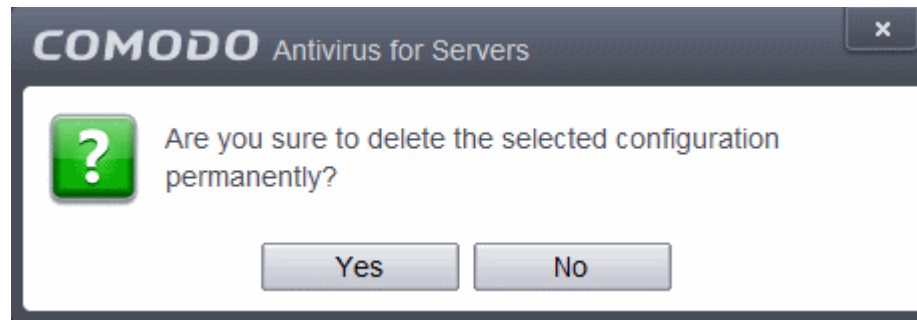 COMODO Antivirus for Servers
Are you sure to delete the selected configuration
permanently?
Yes No